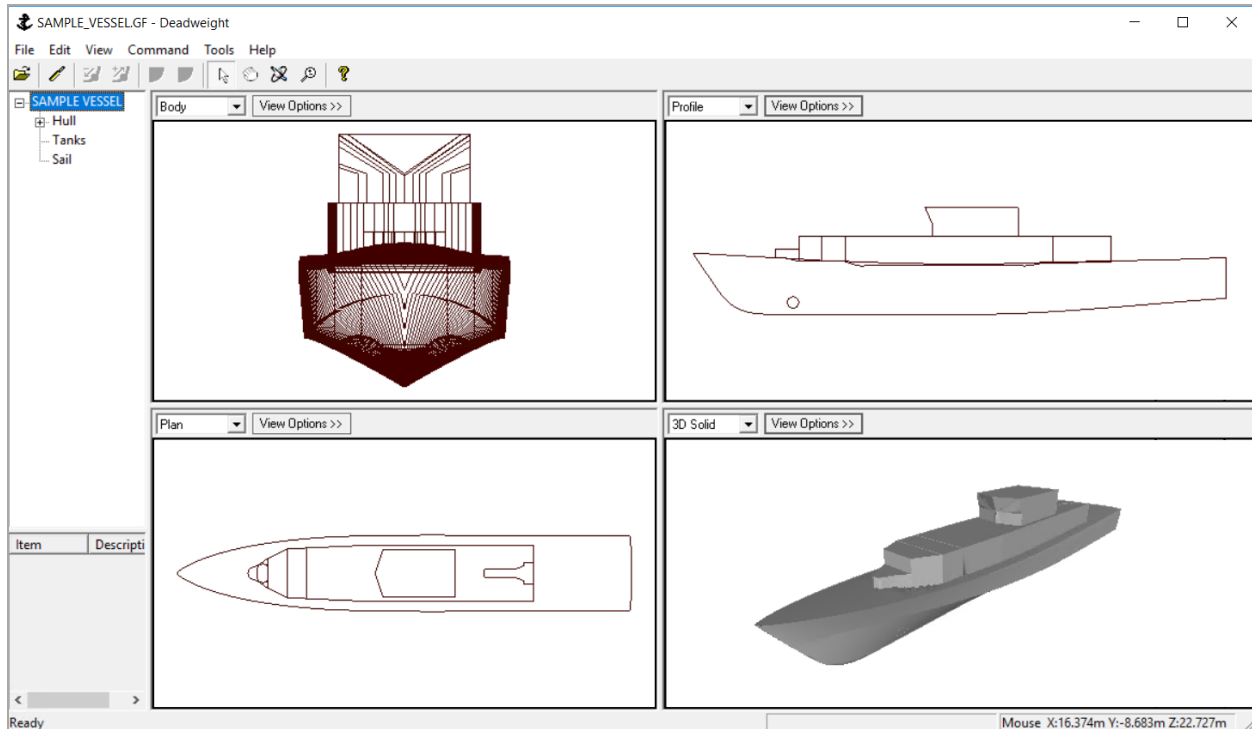 SAMPLE_VESSEL.GF - Deadweight
File Edit View Command Tools Help
SAMPLE VESSEL
Hull
Tanks
Sail
Item Descripti
Body View Options >>
Profile View Options >>
Plan View Options >>
3D Solid View Options >>
Ready
Mouse X:16.374m Y:-8.683m Z:22.727m